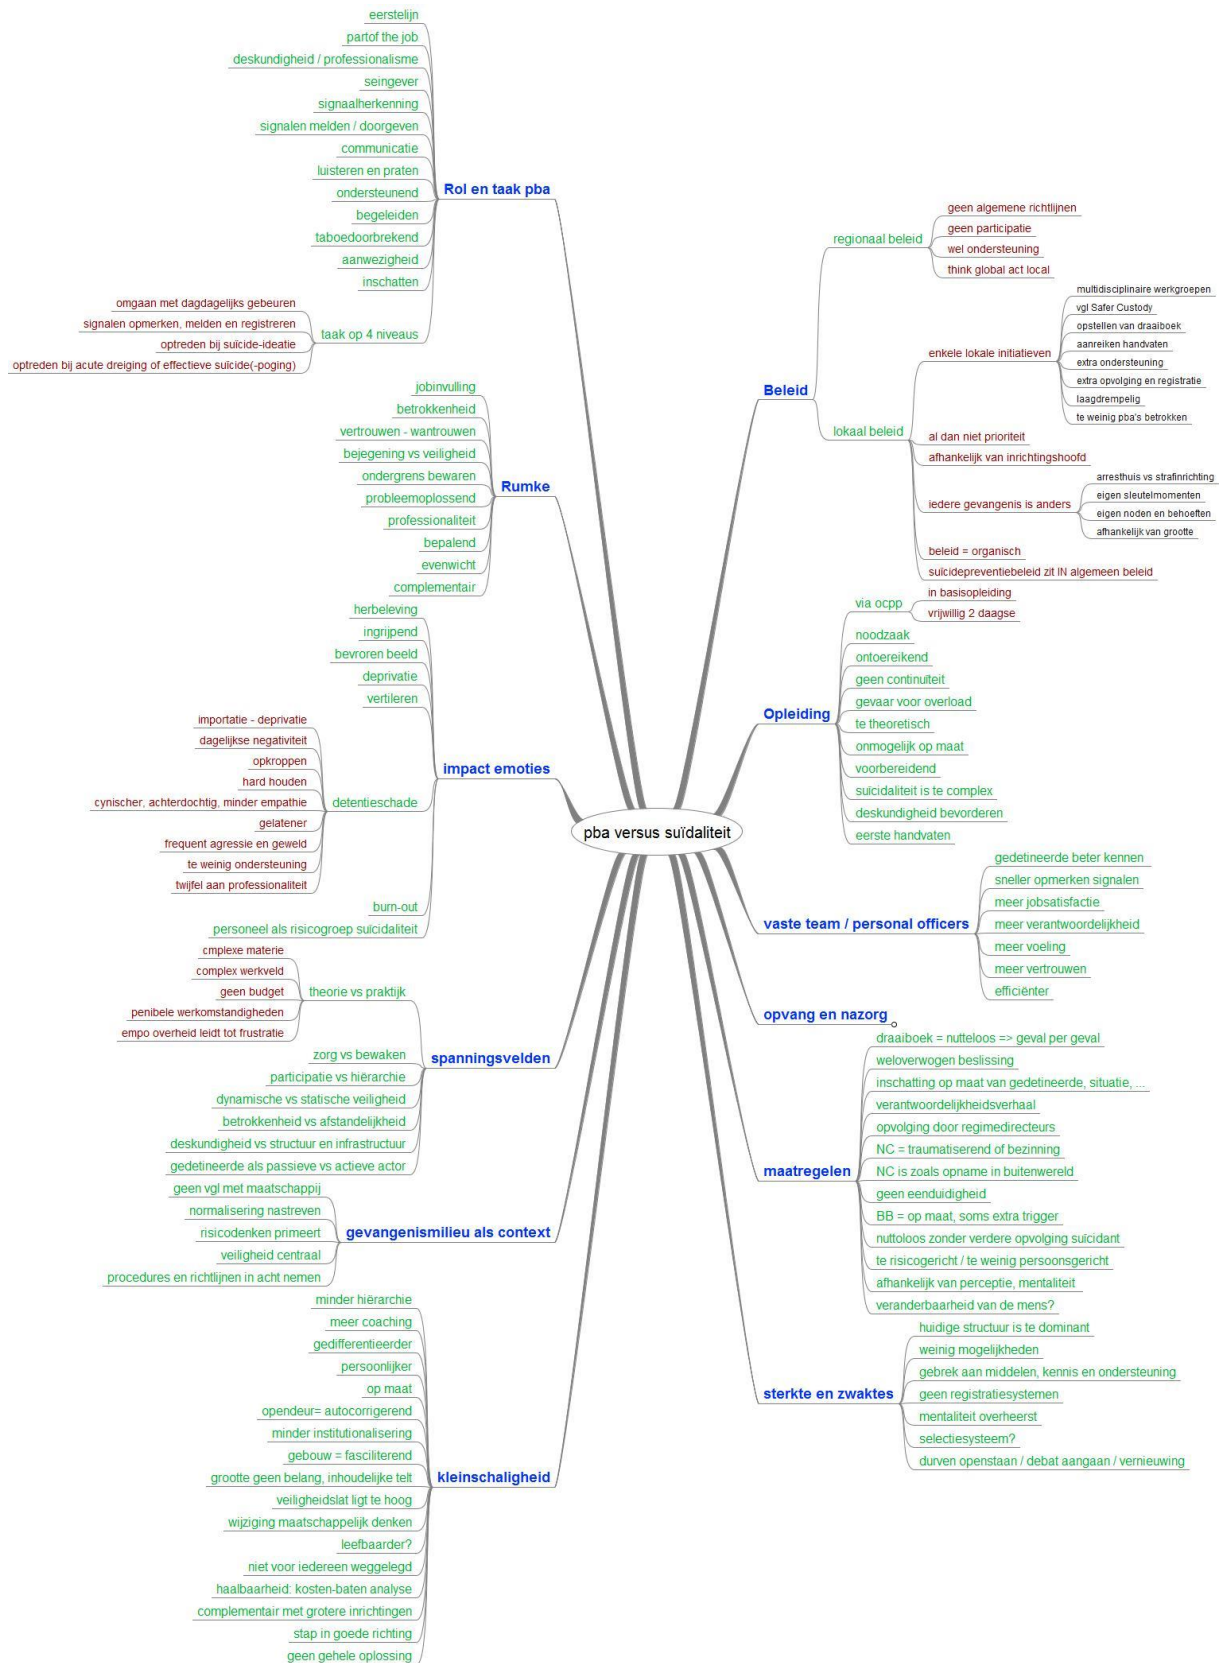 eerstelijn
partof the job
deskundigheid / professionalisme
seingever
signaalherkenning
signalen melden / doorgeven
communicatie
luisteren en praten
ondersteunend
begeleiden
taboedoorbrekend
aanwezigheid
inschatten
omgaan met dagdagelijks gebeuren
signalen opmerken, melden en registreren
optreden bij suïcide-ideatie
optreden bij acute dreiging of effectieve suïcide(-poging)
taak op 4 niveaus
Rol en taak pba
jobinvulling
betrokkenheid
vertrouwen - wantrouwen
bejegening vs veiligheid
ondergrens bewaren
probleemoplossend
professionaliteit
bepalend
evenwicht
complementair
Rumke
herbeleving
ingrijpend
bevroren beeld
deprivatie
vertileren
importatie - deprivatie
dagelijkse negativiteit
opkroppen
hard houden
cynischer, achterdochtig, minder empathie
gelatener
frequent agressie en geweld
te weinig ondersteuning
twijfel aan professionaliteit
detentieschade
burn-out
personeel als risicogroep suïcidaliteit
impact emoties
cmplexe materie
complex werkveld
geen budget
penibele werkomstandigheden
empo overheid leidt tot frustratie
theorie vs praktijk
zorg vs bewaken
participatie vs hiërarchie
dynamische vs statische veiligheid
betrokkenheid vs afstandelijkheid
deskundigheid vs structuur en infrastructuur
gedetineerde als passieve vs actieve actor
spanningsvelden
geen vgl met maatschappij
normalisering nastreven
risicodenken primeert
veiligheid centraal
procedures en richtlijnen in acht nemen
gevangenismilieu als context
minder hiërarchie
meer coaching
gedifferentieerder
persoonlijker
op maat
opendeur= autocorrigerend
minder institutionalisering
gebouw = fasciliterend
grootte geen belang, inhoudelijke telt
veiligheidslat ligt te hoog
wijziging maatschappelijk denken
leefbaarder?
niet voor iedereen weggelegd
haalbaarheid: kosten-baten analyse
complementair met grotere inrichtingen
stap in goede richting
geen gehele oplossing
kleinschaligheid
pba versus suïdaliteit
Beleid
regionaal beleid
geen algemene richtlijnen
geen participatie
wel ondersteuning
think global act local
lokaal beleid
enkele lokale initiatieven
multidisciplinaire werkgroepen
vgl Safer Custody
opstellen van draaiboek
aanreiken handvaten
extra ondersteuning
extra opvolging en registratie
laagdrempelig
te weinig pba's betrokken
al dan niet prioriteit
afhankelijk van inrichtingshoofd
iedere gevangenis is anders
arresthuis vs strafinrichting
eigen sleutelmomenten
eigen noden en behoeften
afhankelijk van grootte
beleid = organisch
suïcidepreventiebeleid zit IN algemeen beleid
Opleiding
via ocpp
in basisopleiding
vrijwillig 2 daagse
noodzaak
ontoereikend
geen continuïteit
gevaar voor overload
te theoretisch
onmogelijk op maat
voorbereidend
suïcidaliteit is te complex
deskundigheid bevorderen
eerste handvaten
vaste team / personal officers
gedetineerde beter kennen
sneller opmerken signalen
meer jobsatisfactie
meer verantwoordelijkheid
meer voeling
meer vertrouwen
efficiënter
opvang en nazorg
maatregelen
draaiboek = nutteloos => geval per geval
weloverwogen beslissing
inschatting op maat van gedetineerde, situatie, ...
verantwoordelijkheidsverhaal
opvolging door regimedirecteurs
NC = traumatiserend of bezinning
NC is zoals opname in buitenwereld
geen eenduidigheid
BB = op maat, soms extra trigger
nuttoloos zonder verdere opvolging suïcidant
te risicogericht / te weinig persoonsgericht
afhankelijk van perceptie, mentaliteit
veranderbaarheid van de mens?
sterkte en zwaktes
huidige structuur is te dominant
weinig mogelijkheden
gebrek aan middelen, kennis en ondersteuning
geen registratiesystemen
mentaliteit overheerst
selectiesysteem?
durven openstaan / debat aangaan / vernieuwing